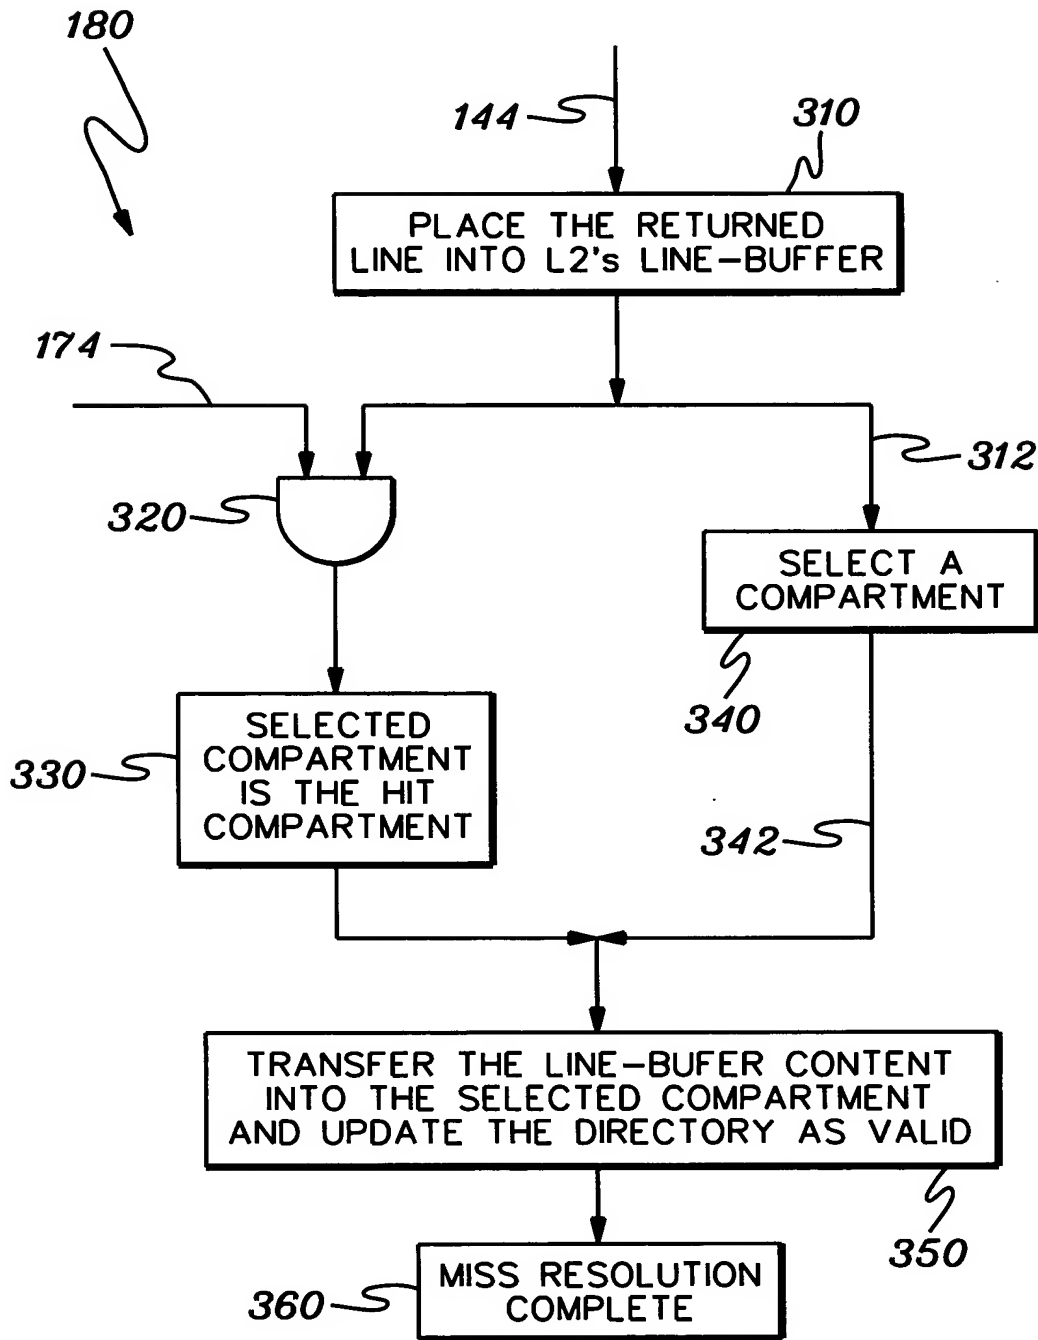 180
144
310
PLACE THE RETURNED
LINE INTO L2's LINE-BUFFER
174
312
320
SELECT A
COMPARTMENT
340
SELECTED
COMPARTMENT
IS THE HIT
COMPARTMENT
330
342
TRANSFER THE LINE-BUFER CONTENT
INTO THE SELECTED COMPARTMENT
AND UPDATE THE DIRECTORY AS VALID
350
MISS RESOLUTION
COMPLETE
360